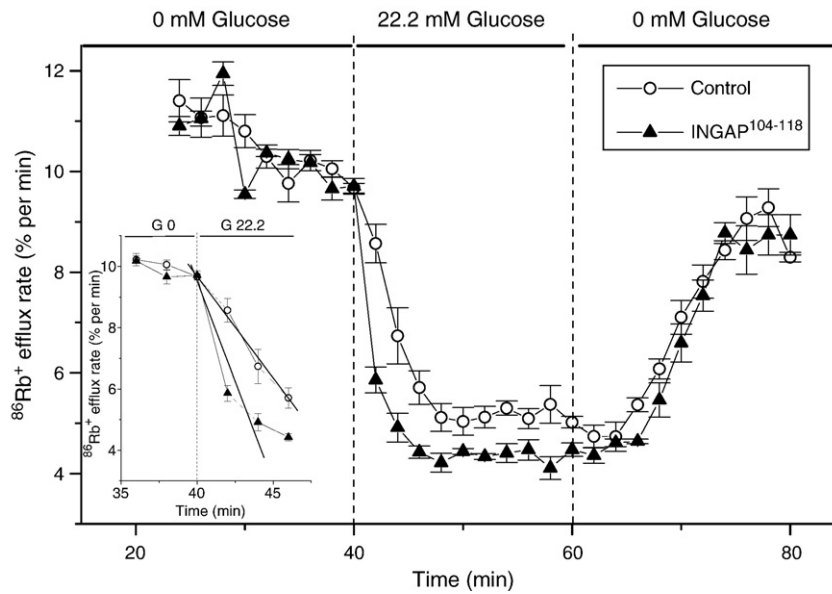 0 mM Glucose 22.2 mM Glucose 0 mM Glucose
12
10
8
6
4
⁸⁶Rb⁺ efflux rate (% per min)
Control
INGAP¹⁰⁴⁻¹¹⁸
G 0 G 22.2
10
8
6
4
⁸⁶Rb⁺ efflux rate (% per min)
35 40 45
Time (min)
20 40 60 80
Time (min)